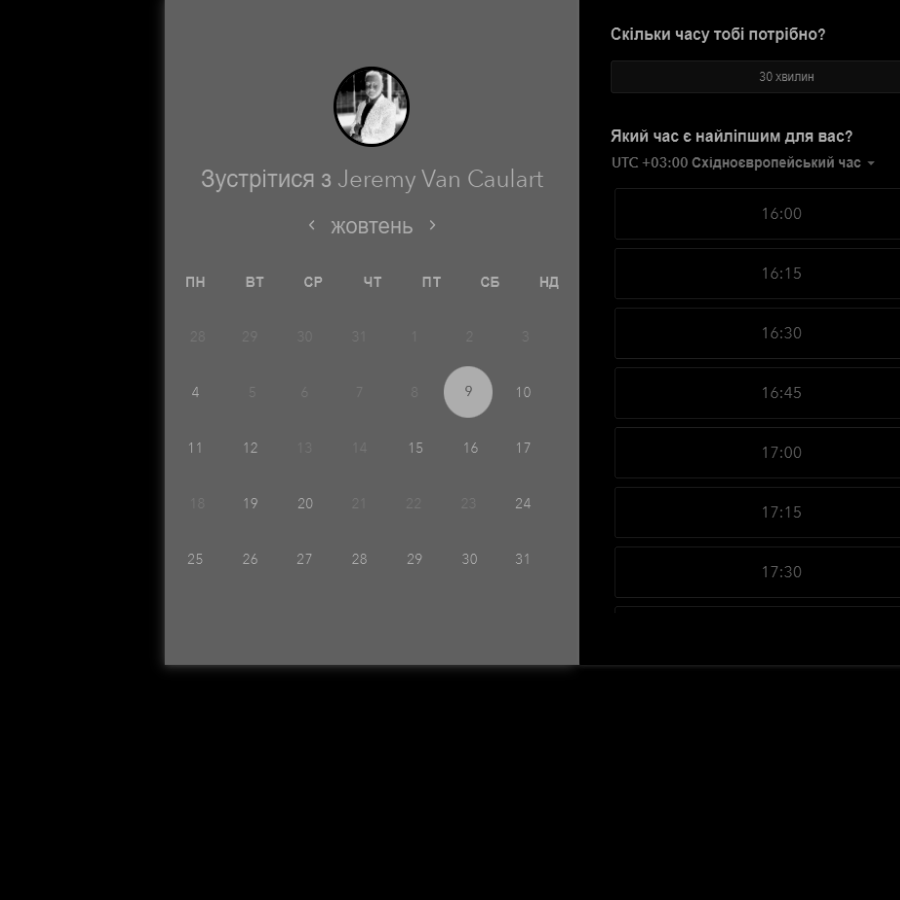 Зустрітися з Jeremy Van Caulart
‹ жовтень ›
ПН ВТ СР ЧТ ПТ СБ НД
28 29 30 31 1 2 3
4 5 6 7 8 9 10
11 12 13 14 15 16 17
18 19 20 21 22 23 24
25 26 27 28 29 30 31
Скільки часу тобі потрібно?
30 хвилин
Який час є найліпшим для вас?
UTC +03:00 Східноєвропейський час
16:00
16:15
16:30
16:45
17:00
17:15
17:30